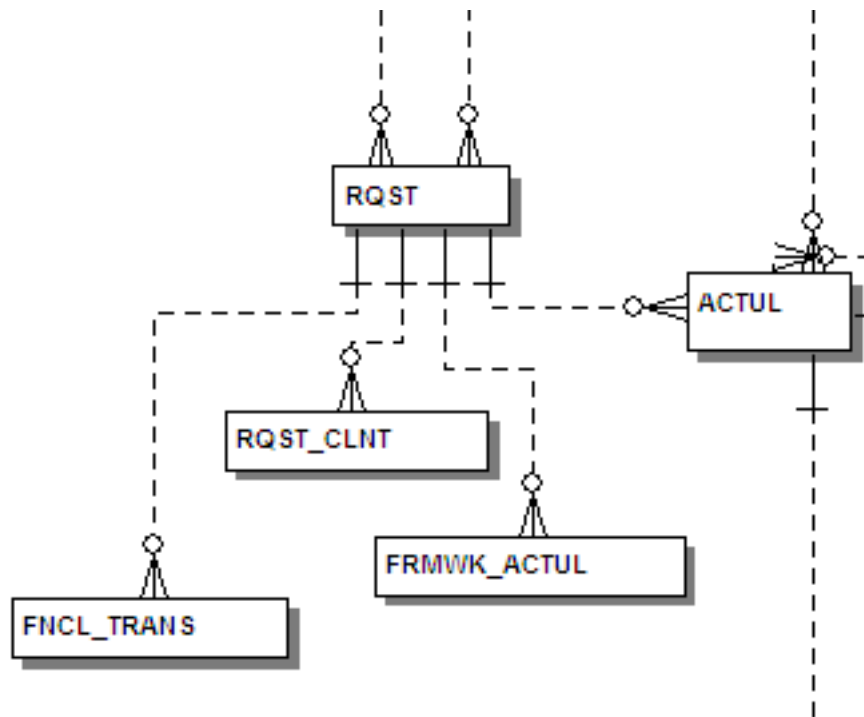 RQST
ACTUL
RQST_CLNT
FRMWK_ACTUL
FNCL_TRANS